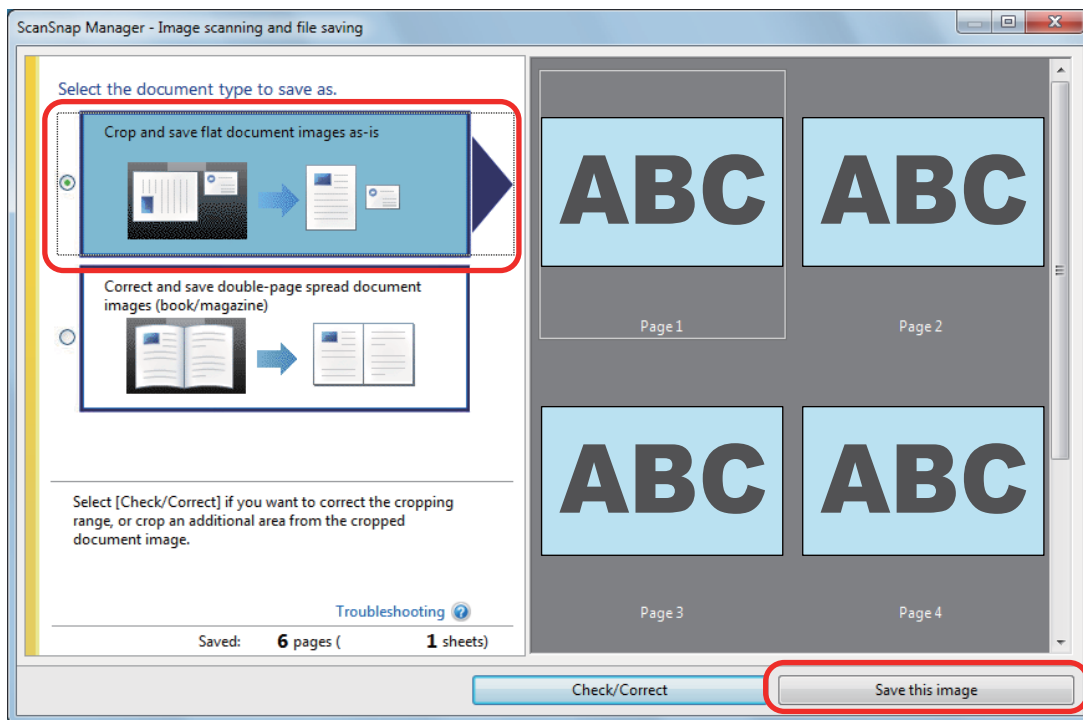 ScanSnap Manager - Image scanning and file saving
Select the document type to save as.
Crop and save flat document images as-is
Correct and save double-page spread document
images (book/magazine)
Select [Check/Correct] if you want to correct the cropping
range, or crop an additional area from the cropped
document image.
Troubleshooting
Saved: 6 pages ( 1 sheets)
ABC
ABC
Page 1
Page 2
ABC
ABC
Page 3
Page 4
Check/Correct
Save this image